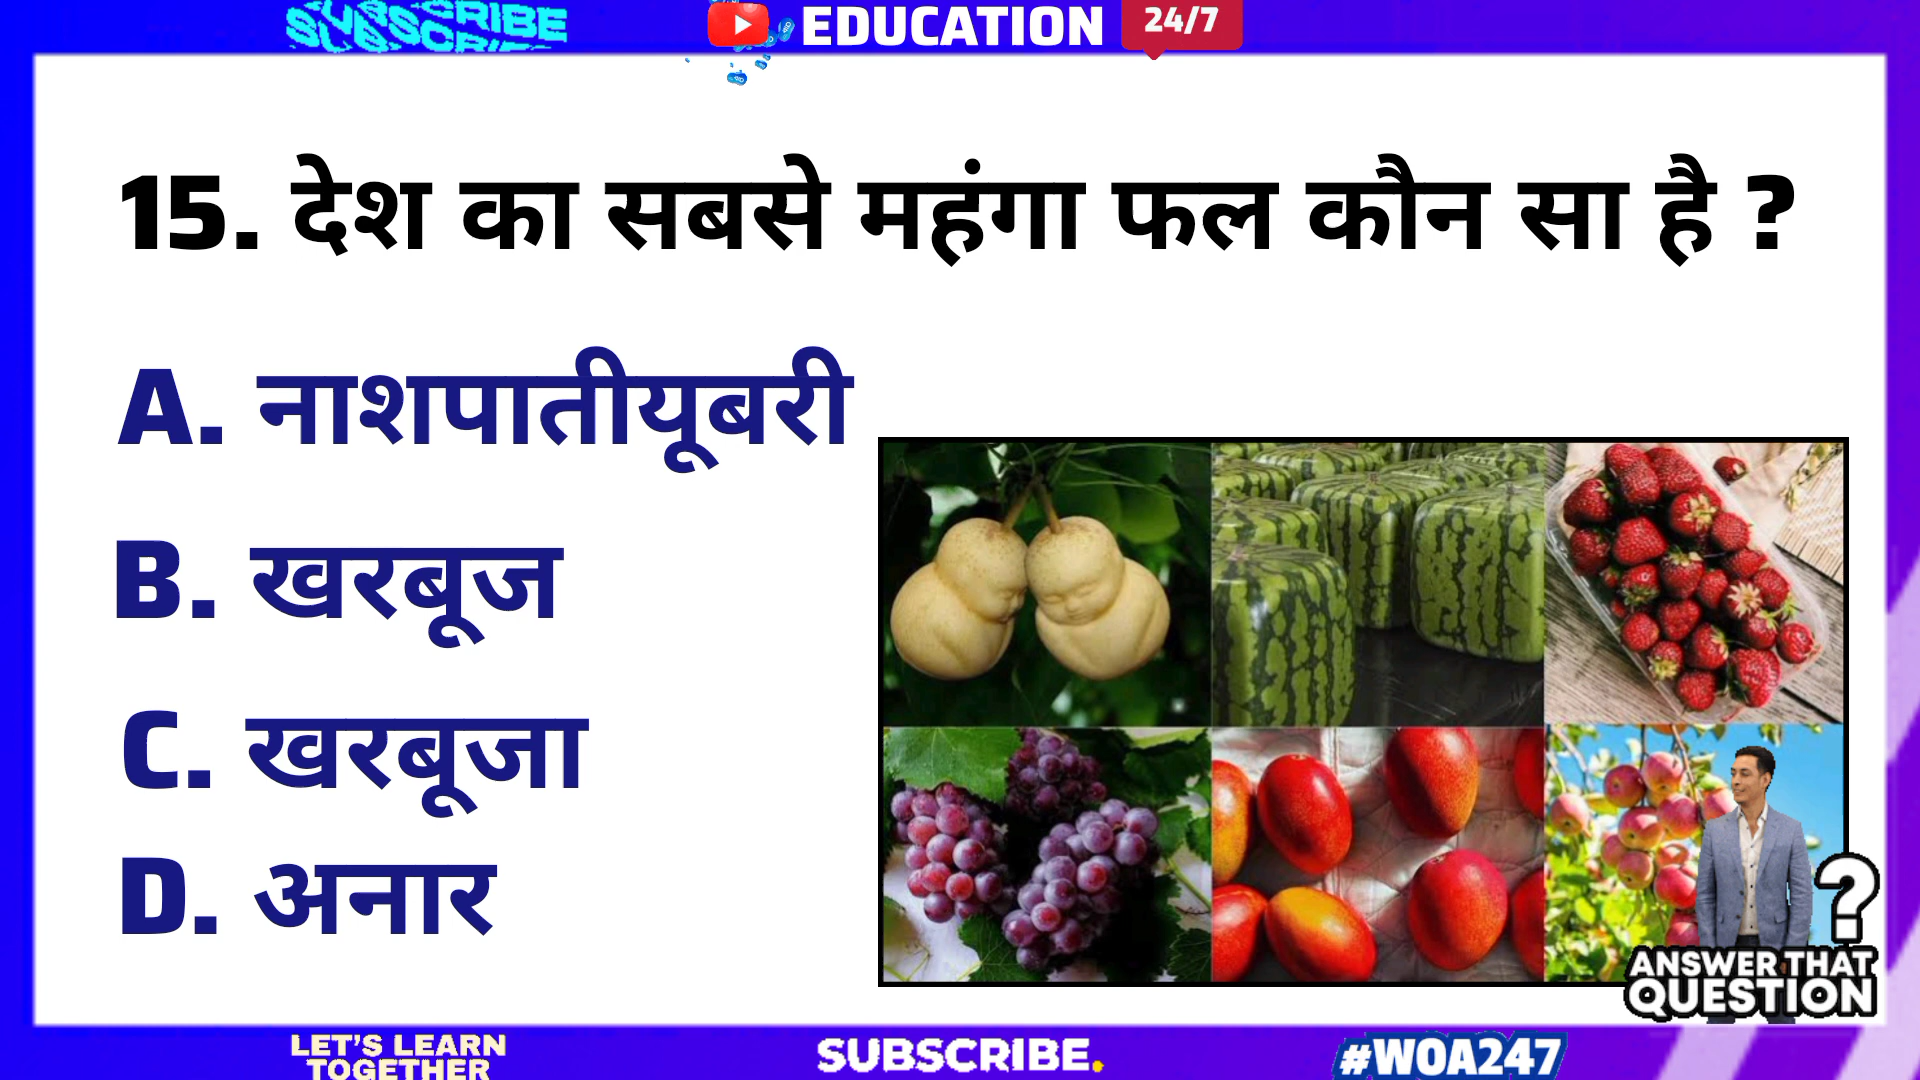 SUBSCRIBE
EDUCATION
24/7
15. देश का सबसे महंगा फल कौन सा है ?
A. नाशपातीयूबरी
B. खरबूज
C. खरबूजा
D. अनार
?
ANSWER THAT
QUESTION
LET'S LEARN
TOGETHER
SUBSCRIBE.
#WOA247